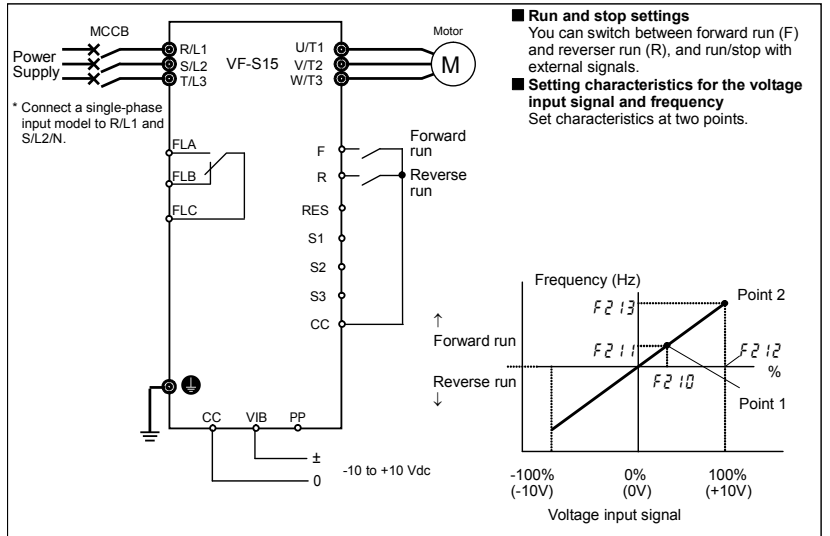 MCCB
Power
Supply
R/L1
S/L2
T/L3
VF-S15
U/T1
V/T2
W/T3
Motor
M
* Connect a single-phase
input model to R/L1 and
S/L2/N.
FLA
FLB
FLC
F
R
RES
S1
S2
S3
CC
Forward
run
Reverse
run
CC
VIB
PP
±
0
-10 to +10 Vdc
■ Run and stop settings
You can switch between forward run (F)
and reverser run (R), and run/stop with
external signals.
■ Setting characteristics for the voltage
input signal and frequency
Set characteristics at two points.
Frequency (Hz)
F213
Point 2
↑
Forward run
F211
F212
%
Reverse run
↓
F210
Point 1
-100%
(-10V)
0%
(0V)
100%
(+10V)
Voltage input signal